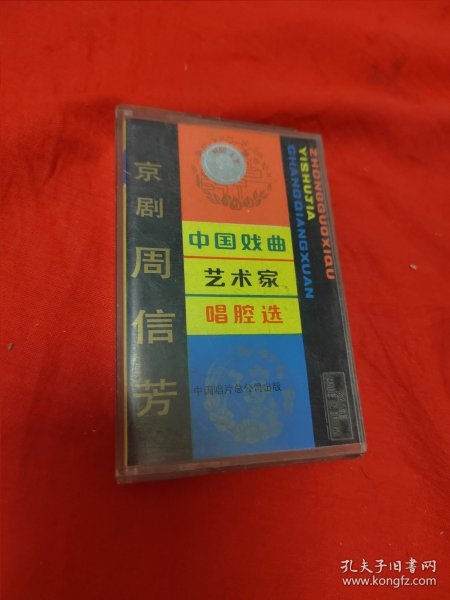 京剧 周信芳
中国戏曲
艺术家
唱腔选
中国唱片总公司出版
ZHONGGUOXIQU
YISHUJIA
CHANGQIANGXUAN
孔夫子旧书网
www.kongfz.com